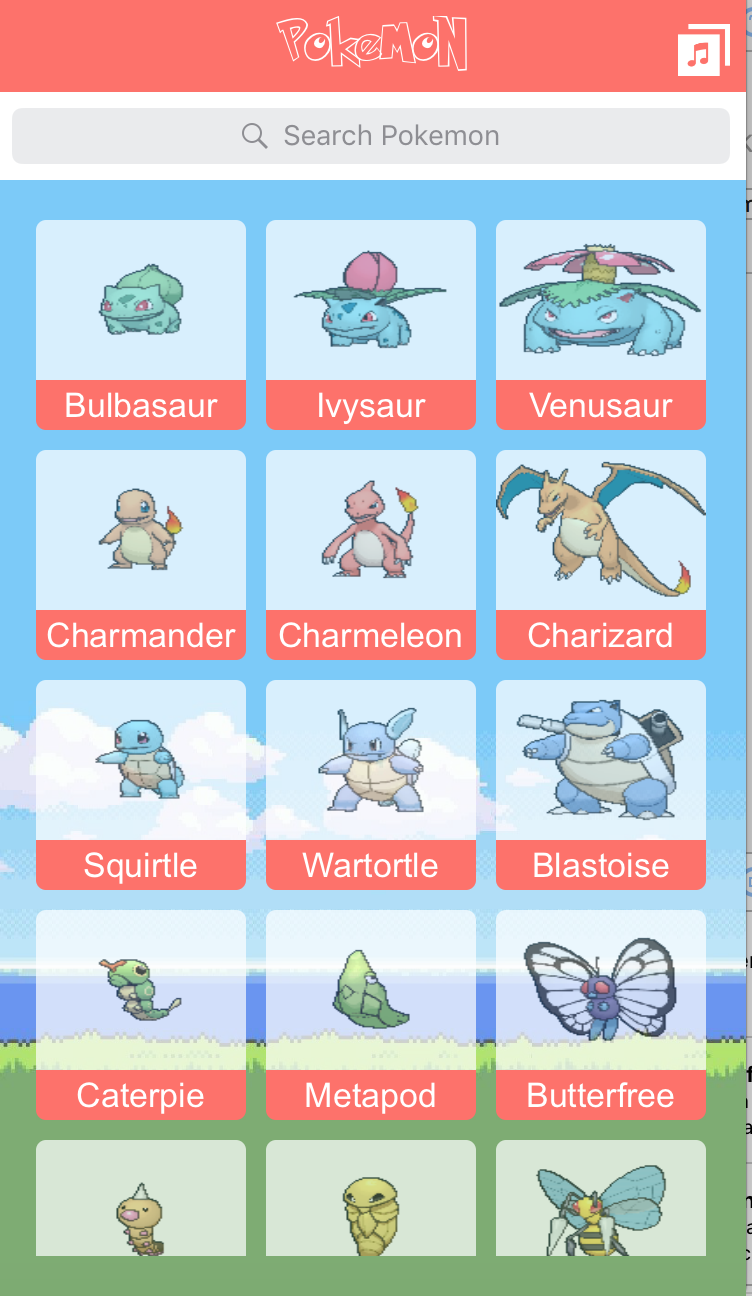 PoKeMoN
Search Pokemon
Bulbasaur
Ivysaur
Venusaur
Charmander
Charmeleon
Charizard
Squirtle
Wartortle
Blastoise
Caterpie
Metapod
Butterfree